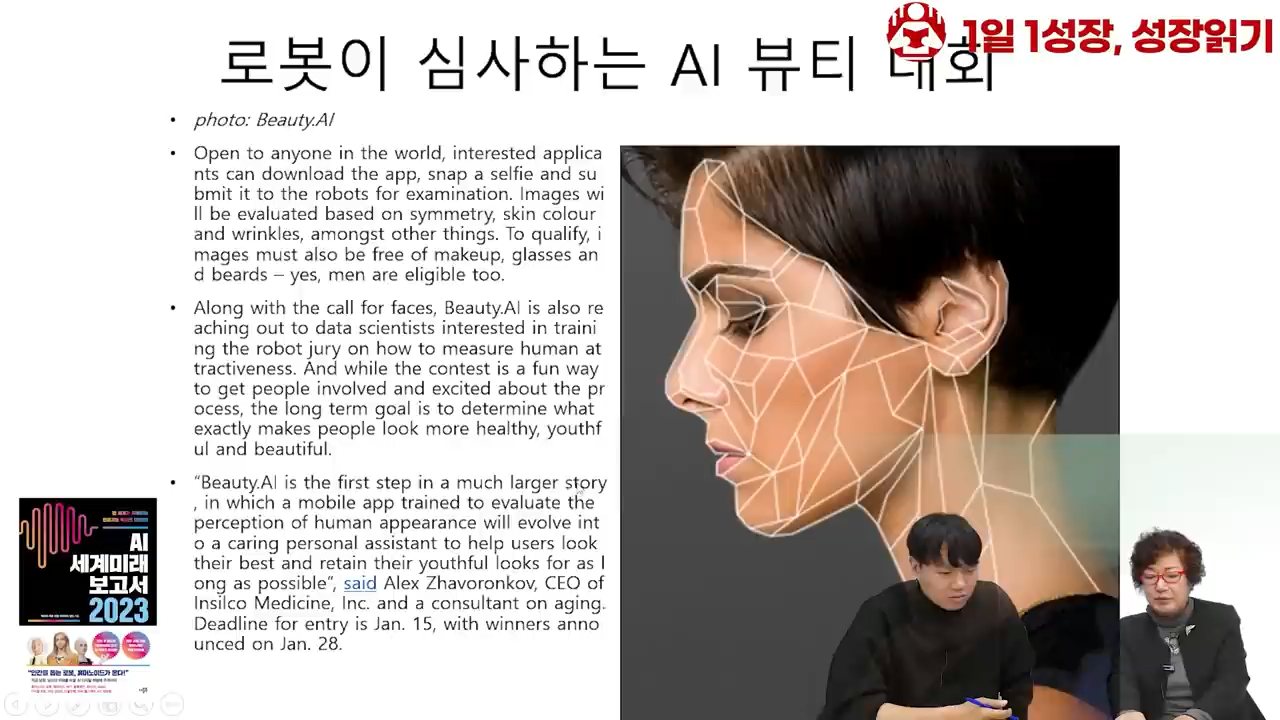 로봇이 심사하는 AI 뷰티 대회
1일 1성장, 성장읽기
• photo: Beauty.AI
• Open to anyone in the world, interested applica
nts can download the app, snap a selfie and su
bmit it to the robots for examination. Images wi
ll be evaluated based on symmetry, skin colour
and wrinkles, amongst other things. To qualify, i
mages must also be free of makeup, glasses an
d beards – yes, men are eligible too.
• Along with the call for faces, Beauty.AI is also re
aching out to data scientists interested in traini
ng the robot jury on how to measure human at
tractiveness. And while the contest is a fun way
to get people involved and excited about the pr
ocess, the long term goal is to determine what
exactly makes people look more healthy, youthf
ul and beautiful.
• “Beauty.AI is the first step in a much larger story
, in which a mobile app trained to evaluate the
perception of human appearance will evolve int
o a caring personal assistant to help users look
their best and retain their youthful looks for as l
ong as possible”, said Alex Zhavoronkov, CEO of
Insilco Medicine, Inc. and a consultant on aging.
Deadline for entry is Jan. 15, with winners anno
unced on Jan. 28.
AI
세계미래
보고서
2023